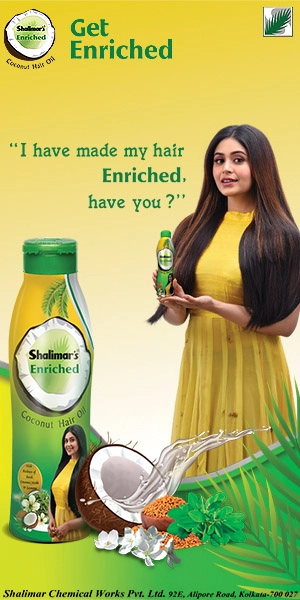 Shalimar's
Enriched
Coconut Hair Oil
Get
Enriched
"I have made my hair
Enriched,
have you ?"
Shalimar's
Enriched
Coconut Hair Oil
Shalimar Chemical Works Pvt. Ltd. 92E, Alipore Road, Kolkata-700 027